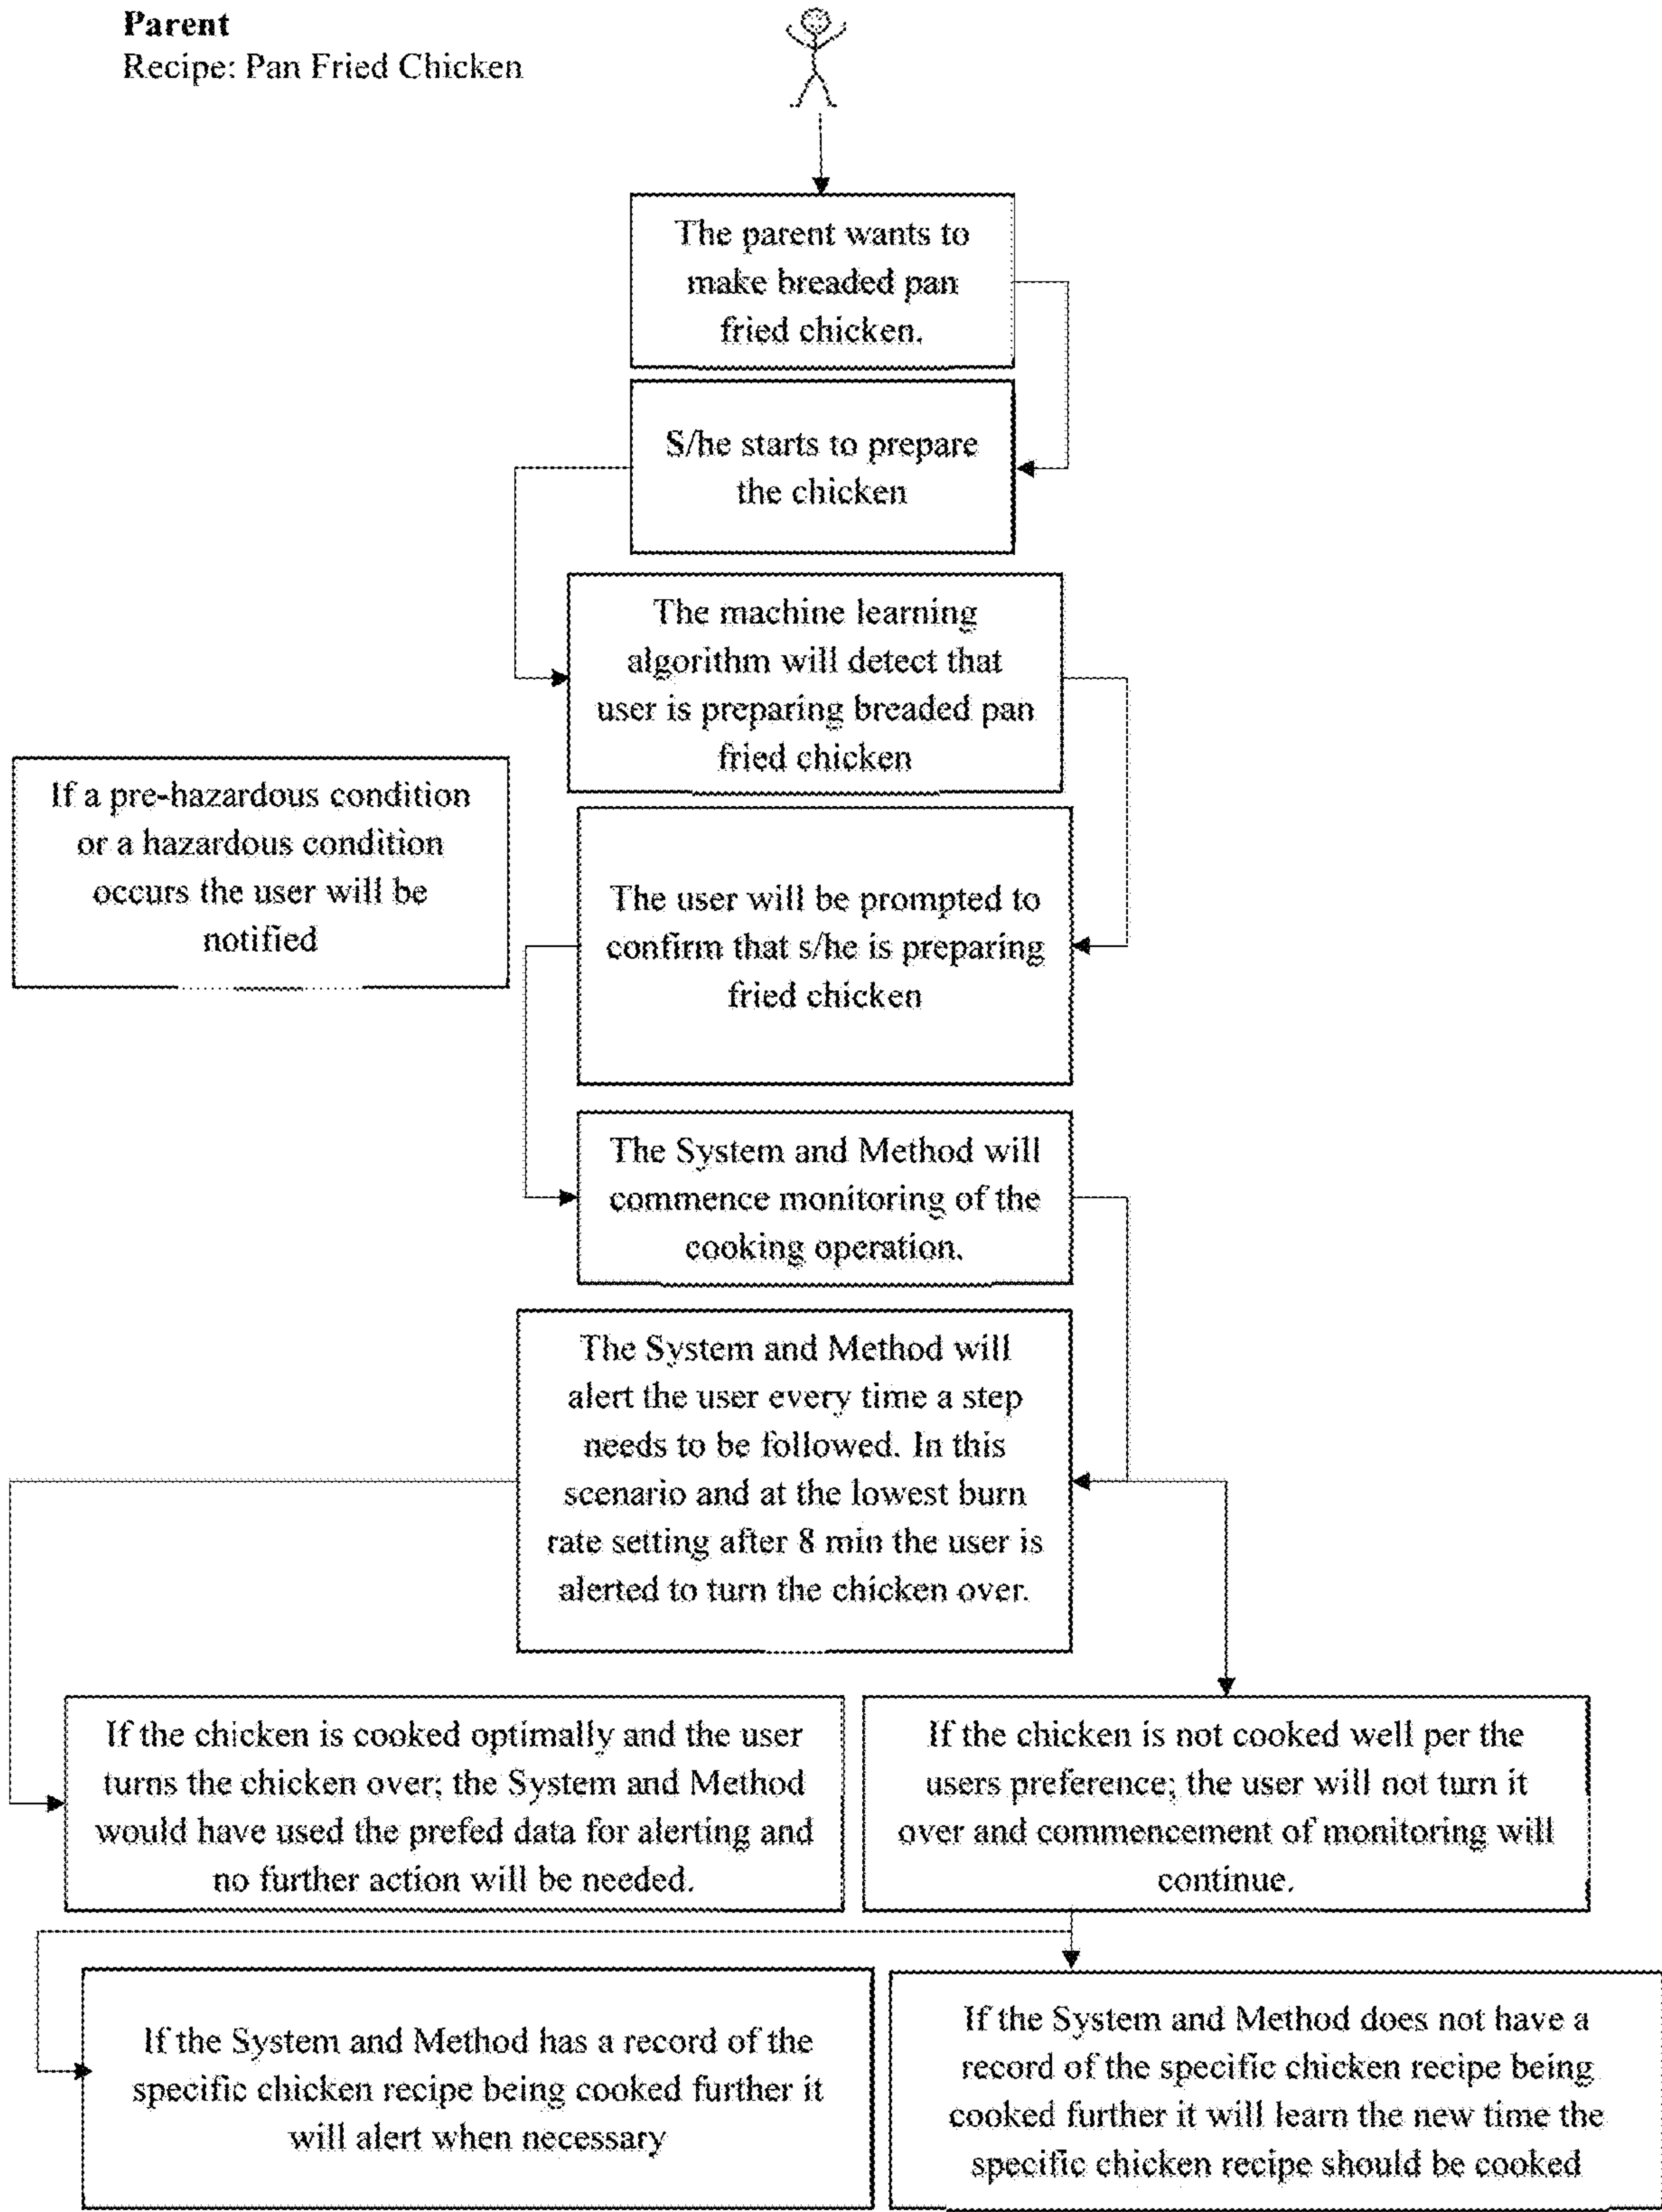 Parent
Recipe: Pan Fried Chicken
The parent wants to
make breaded pan
fried chicken.
S/he starts to prepare
the chicken
The machine learning
algorithm will detect that
user is preparing breaded pan
fried chicken
If a pre-hazardous condition
or a hazardous condition
occurs the user will be
notified
The user will be prompted to
confirm that s/he is preparing
fried chicken
The System and Method will
commence monitoring of the
cooking operation.
The System and Method will
alert the user every time a step
needs to be followed. In this
scenario and at the lowest burn
rate setting after 8 min the user is
alerted to turn the chicken over.
If the chicken is cooked optimally and the user
turns the chicken over; the System and Method
would have used the prefed data for alerting and
no further action will be needed.
If the chicken is not cooked well per the
users preference; the user will not turn it
over and commencement of monitoring will
continue.
If the System and Method has a record of the
specific chicken recipe being cooked further it
will alert when necessary
If the System and Method does not have a
record of the specific chicken recipe being
cooked further it will learn the new time the
specific chicken recipe should be cooked